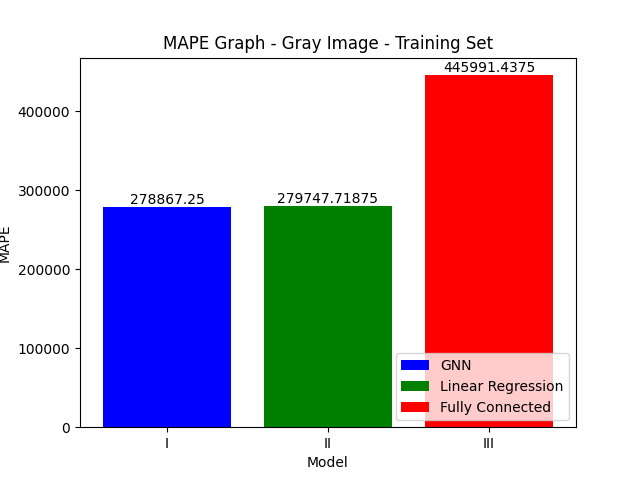 MAPE Graph - Gray Image - Training Set
445991.4375
400000
300000
278867.25
279747.71875
200000
MAPE
100000
0
GNN
Linear Regression
Fully Connected
I
II
III
Model